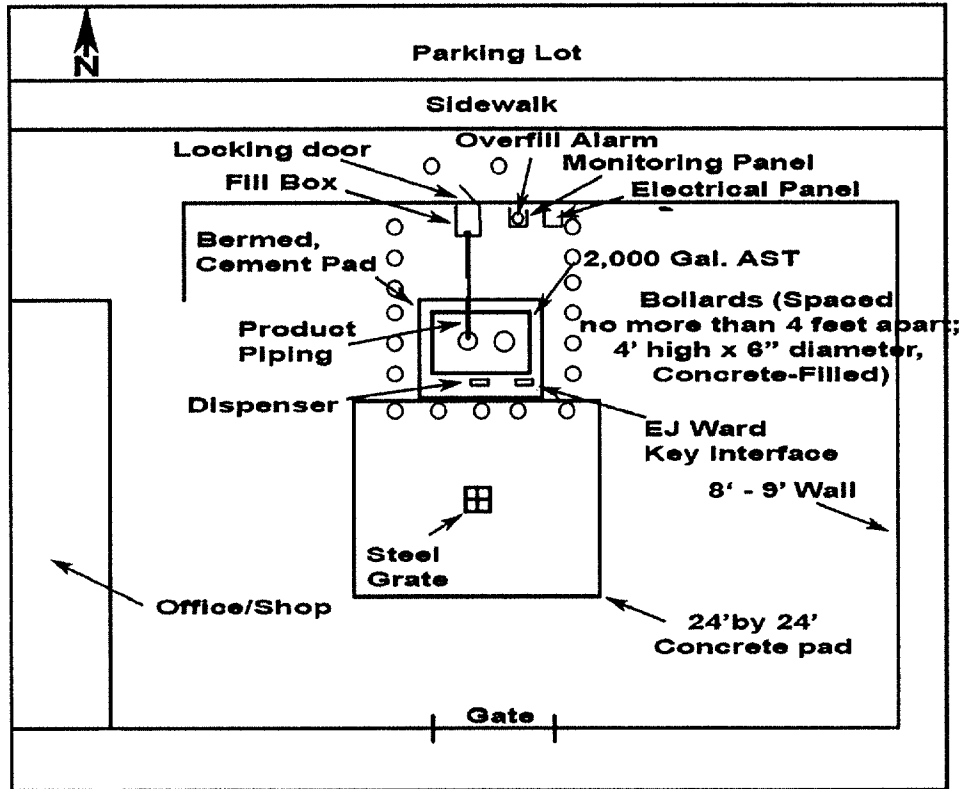 N
Parking Lot
Sidewalk
Overfill Alarm
Locking door
Monitoring Panel
Fill Box
Electrical Panel
Bermed,
Cement Pad
2,000 Gal. AST
Bollards (Spaced
no more than 4 feet apart;
4' high x 6" diameter,
Concrete-Filled)
Product
Piping
Dispenser
EJ Ward
Key Interface
8' - 9' Wall
Steel
Grate
Office/Shop
24'by 24'
Concrete pad
Gate